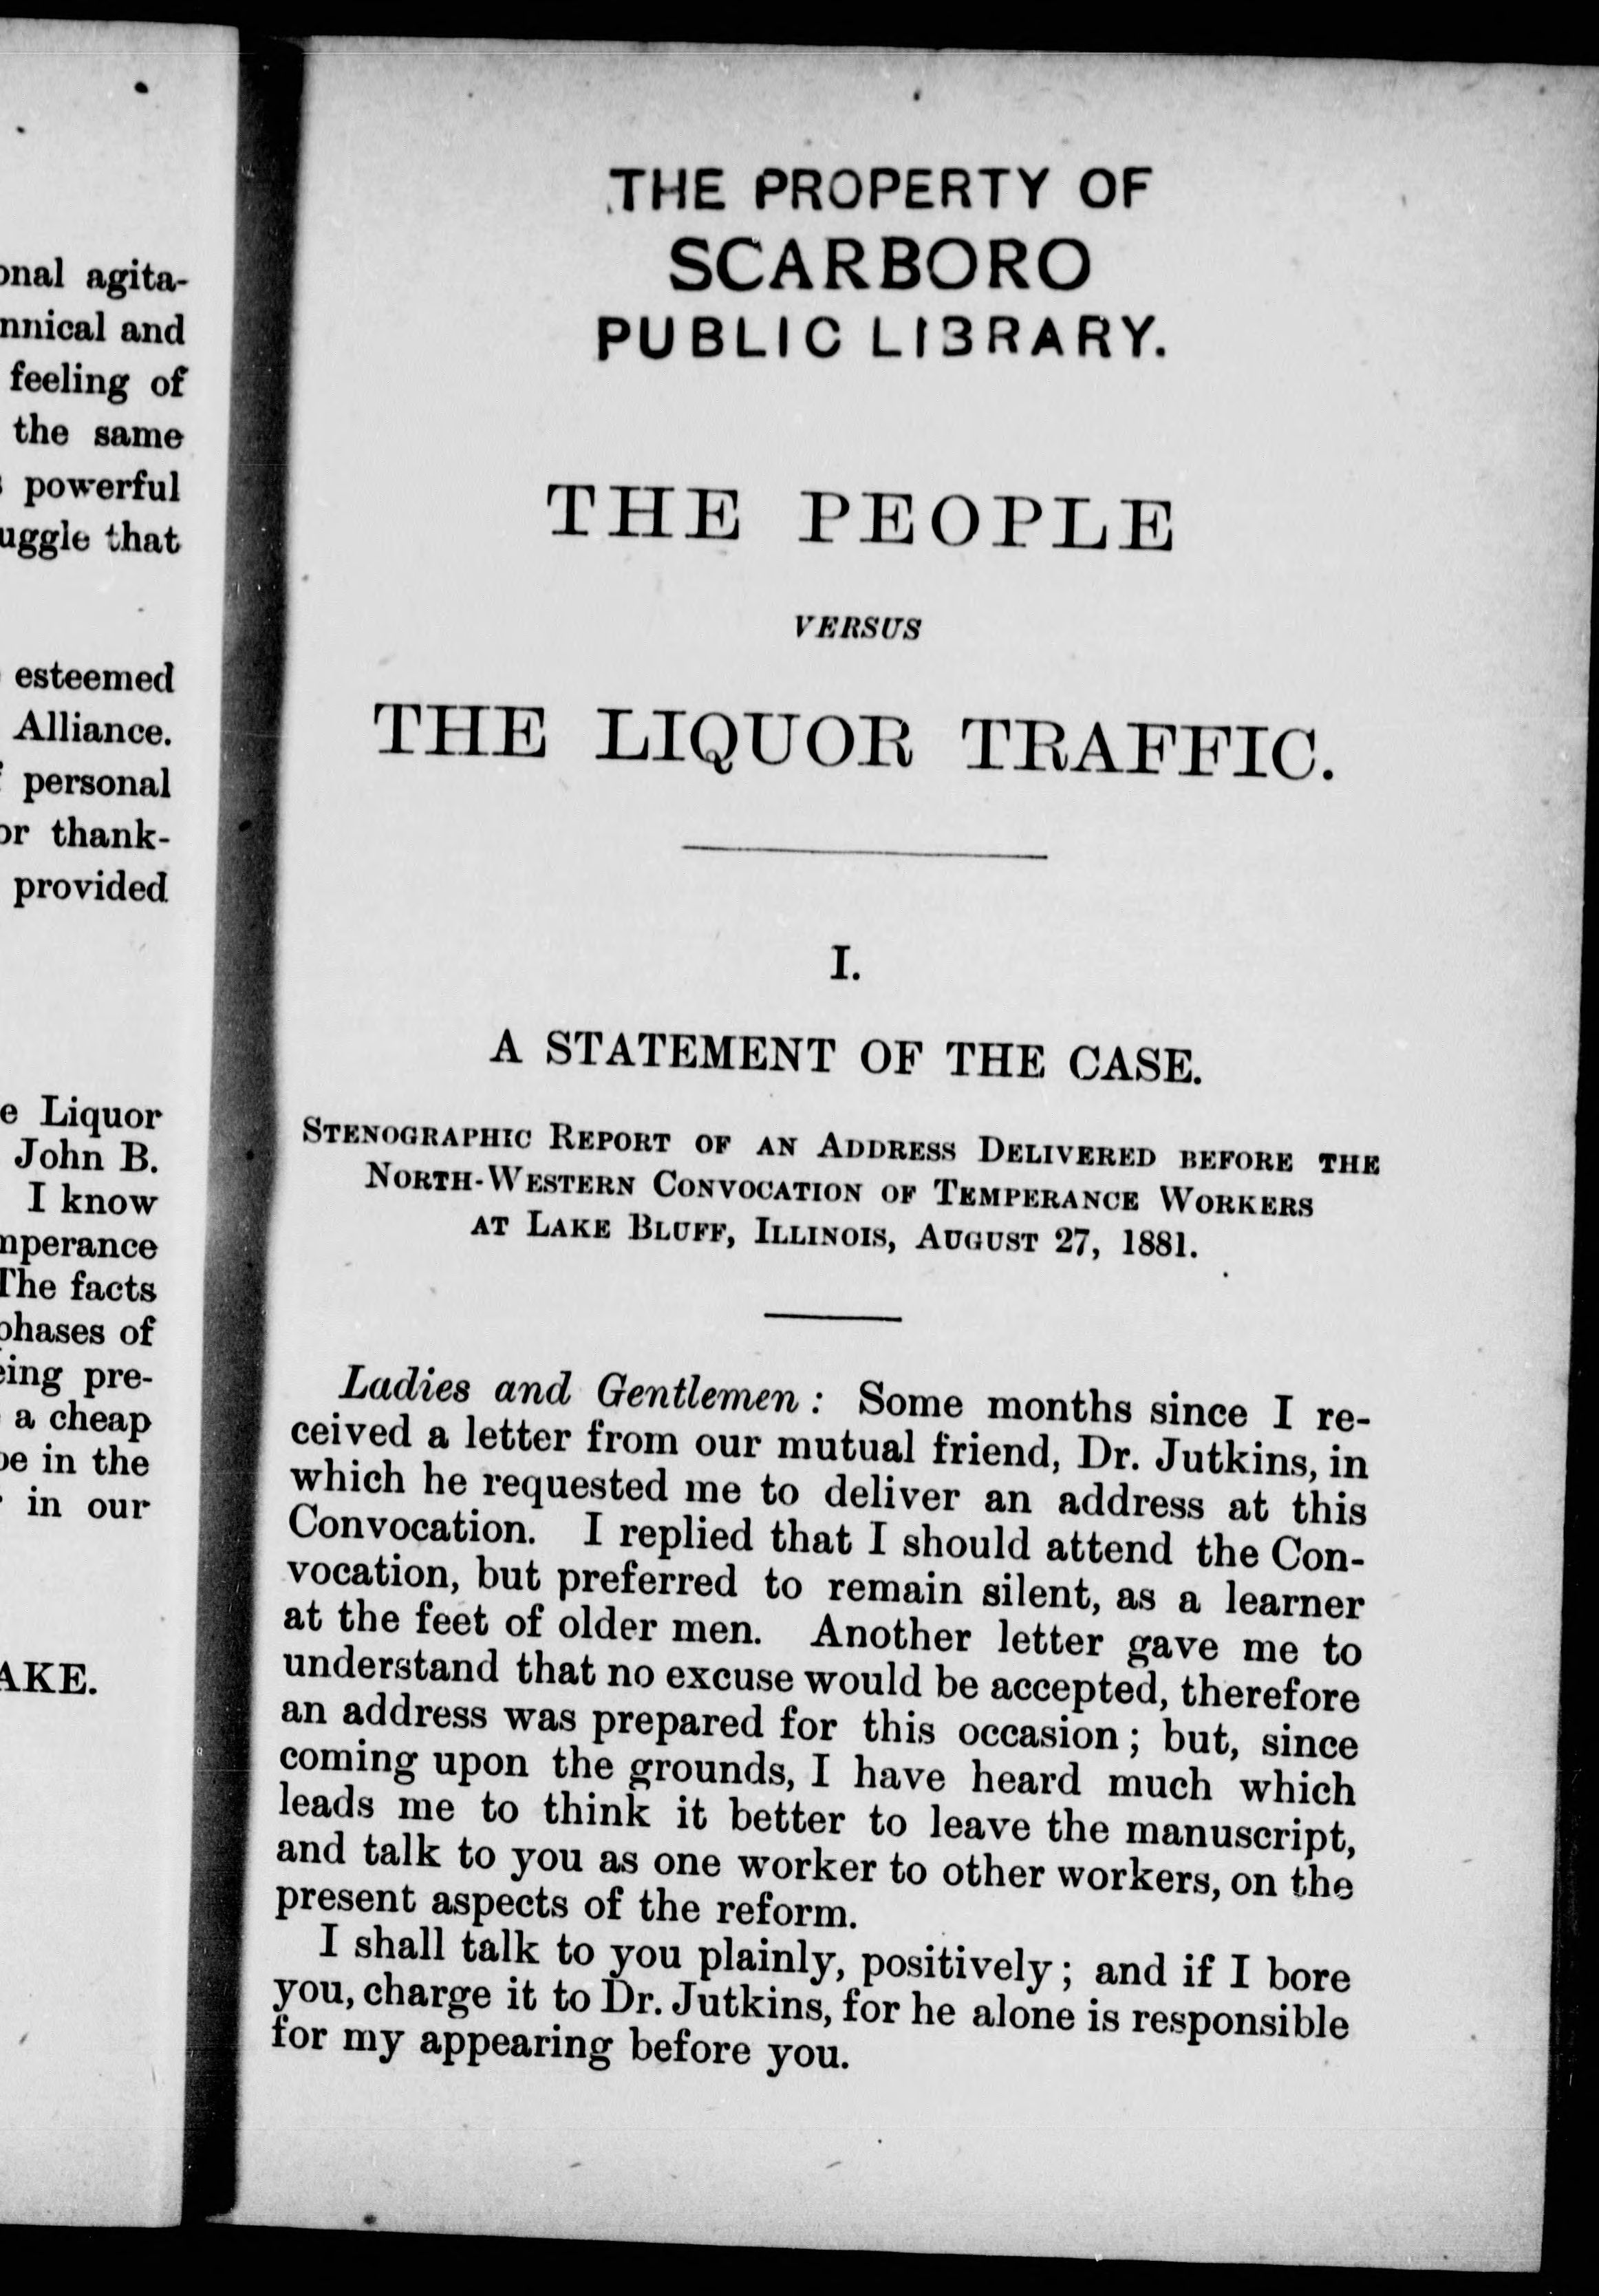 onal agita-
nnical and
feeling of
the same
powerful
uggle that
esteemed
Alliance.
personal
or thank-
provided
e Liquor
John B.
I know
mperance
The facts
phases of
eing pre-
a cheap
be in the
in our
AKE.
THE PROPERTY OF
SCARBORO
PUBLIC LIBRARY.
THE PEOPLE
VERSUS
THE LIQUOR TRAFFIC.
I.
A STATEMENT OF THE CASE.
STENOGRAPHIC REPORT OF AN ADDRESS DELIVERED BEFORE THE
NORTH-WESTERN CONVOCATION OF TEMPERANCE WORKERS
AT LAKE BLUFF, ILLINOIS, AUGUST 27, 1881.
Ladies and Gentlemen: Some months since I re-
ceived a letter from our mutual friend, Dr. Jutkins, in
which he requested me to deliver an address at this
Convocation. I replied that I should attend the Con-
vocation, but preferred to remain silent, as a learner
at the feet of older men. Another letter gave me to
understand that no excuse would be accepted, therefore
an address was prepared for this occasion; but, since
coming upon the grounds, I have heard much which
leads me to think it better to leave the manuscript,
and talk to you as one worker to other workers, on the
present aspects of the reform.
I shall talk to you plainly, positively; and if I bore
you, charge it to Dr. Jutkins, for he alone is responsible
for my appearing before you.